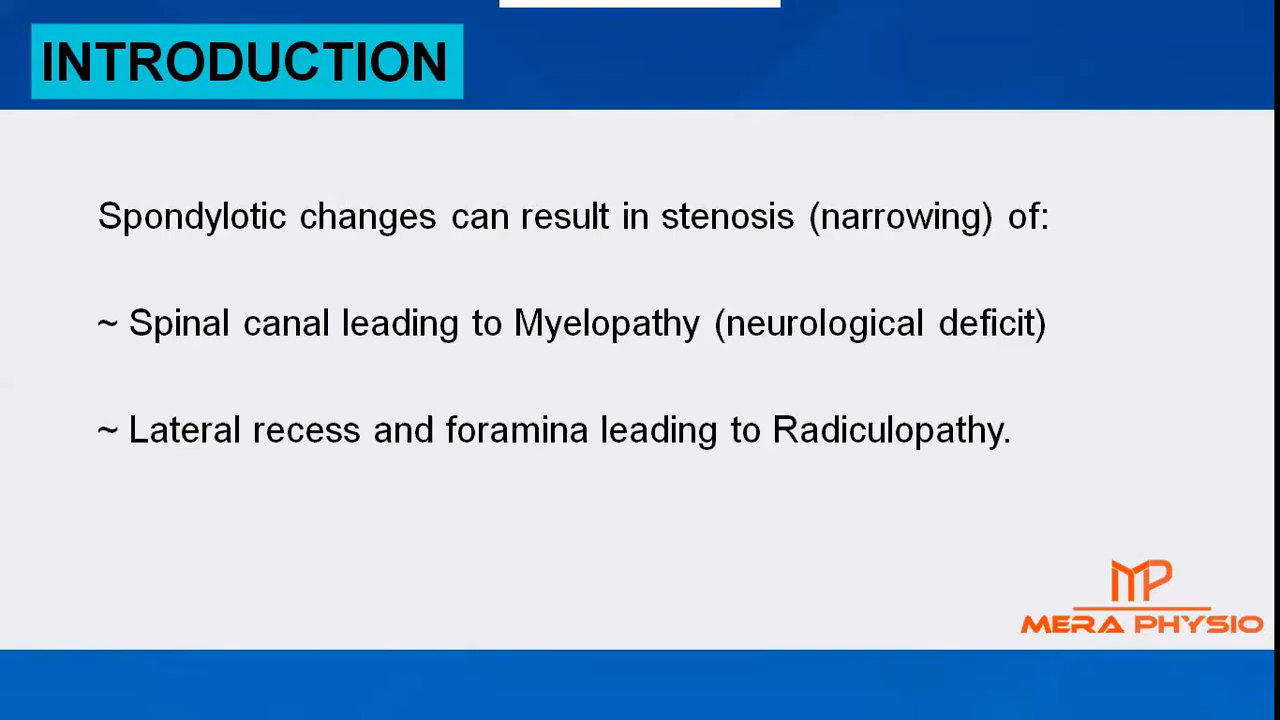 INTRODUCTION
Spondylotic changes can result in stenosis (narrowing) of:
~ Spinal canal leading to Myelopathy (neurological deficit)
~ Lateral recess and foramina leading to Radiculopathy.
MP
MERA PHYSIO